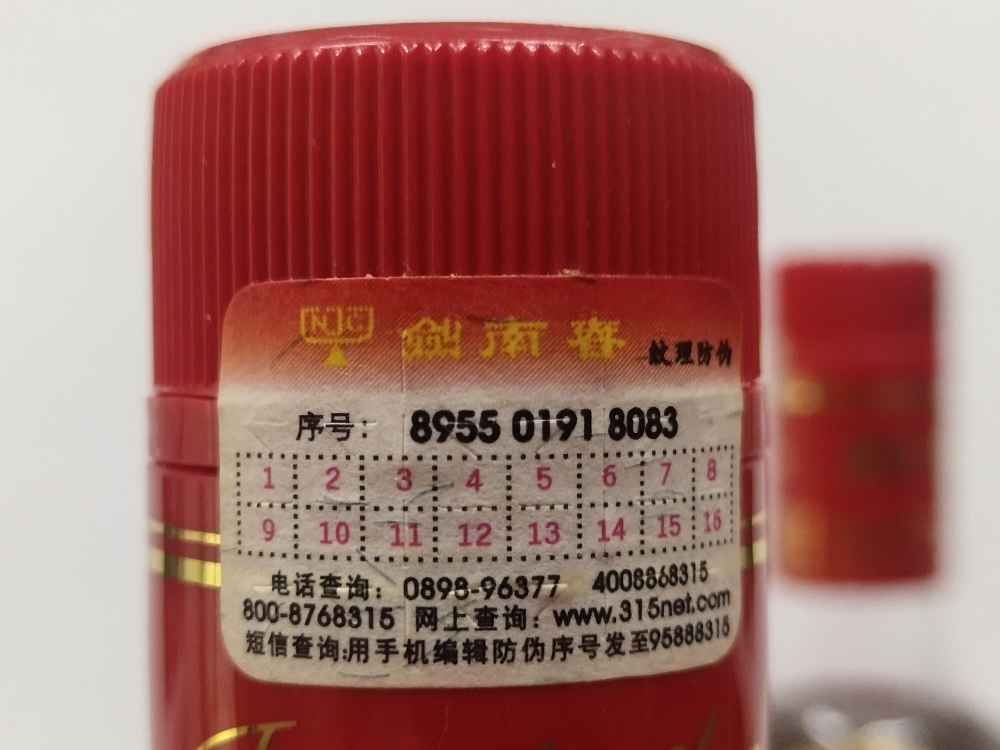 NJC 剑南春 纹理防伪
序号: 8955 0191 8083
1 2 3 4 5 6 7 8
9 10 11 12 13 14 15 16
电话查询: 0898-96377 4008868315
800-8768315 网上查询: www.315net.com
短信查询:用手机编辑防伪序号发至95888315